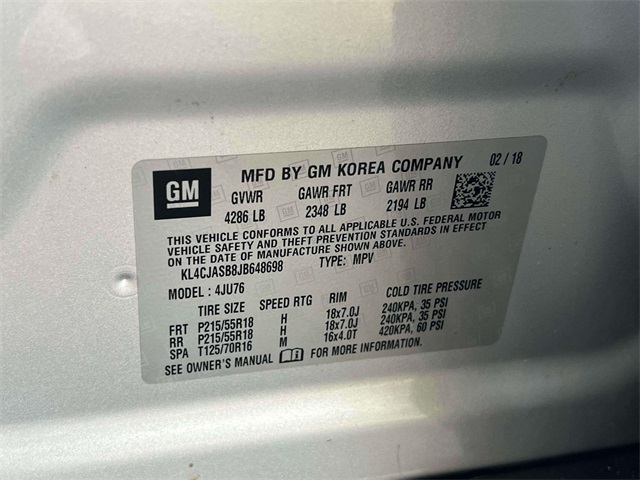 GM
MFD BY GM KOREA COMPANY 02/18
GVWR GAWR FRT GAWR RR
4286 LB 2348 LB 2194 LB
THIS VEHICLE CONFORMS TO ALL APPLICABLE U.S. FEDERAL MOTOR
VEHICLE SAFETY AND THEFT PREVENTION STANDARDS IN EFFECT
ON THE DATE OF MANUFACTURE SHOWN ABOVE.
KL4CJASB8JB648698 TYPE: MPV
MODEL : 4JU76
TIRE SIZE SPEED RTG RIM COLD TIRE PRESSURE
FRT P215/55R18 H 18x7.0J 240KPA, 35 PSI
RR P215/55R18 H 18x7.0J 240KPA, 35 PSI
SPA T125/70R16 M 16x4.0T 420KPA, 60 PSI
SEE OWNER'S MANUAL FOR MORE INFORMATION.